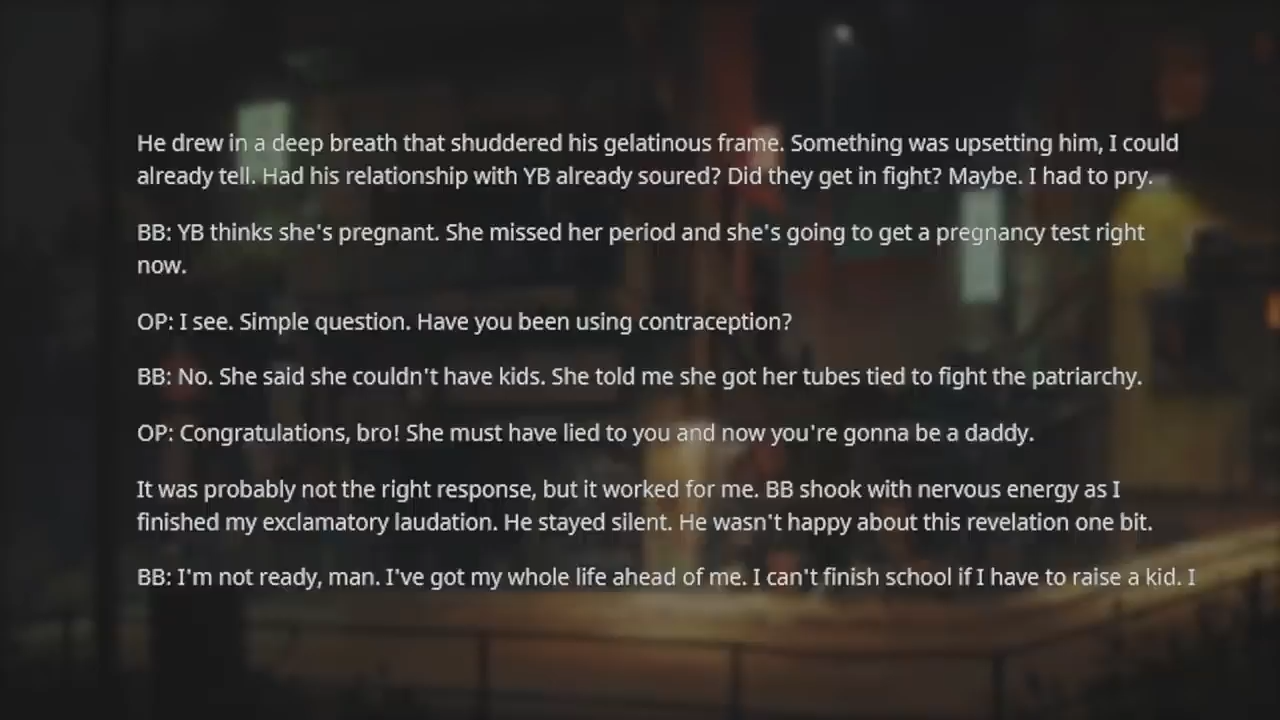 He drew in a deep breath that shuddered his gelatinous frame. Something was upsetting him, I could
already tell. Had his relationship with YB already soured? Did they get in fight? Maybe. I had to pry.
BB: YB thinks she's pregnant. She missed her period and she's going to get a pregnancy test right
now.
OP: I see. Simple question. Have you been using contraception?
BB: No. She said she couldn't have kids. She told me she got her tubes tied to fight the patriarchy.
OP: Congratulations, bro! She must have lied to you and now you're gonna be a daddy.
It was probably not the right response, but it worked for me. BB shook with nervous energy as I
finished my exclamatory laudation. He stayed silent. He wasn't happy about this revelation one bit.
BB: I'm not ready, man. I've got my whole life ahead of me. I can't finish school if I have to raise a kid. I